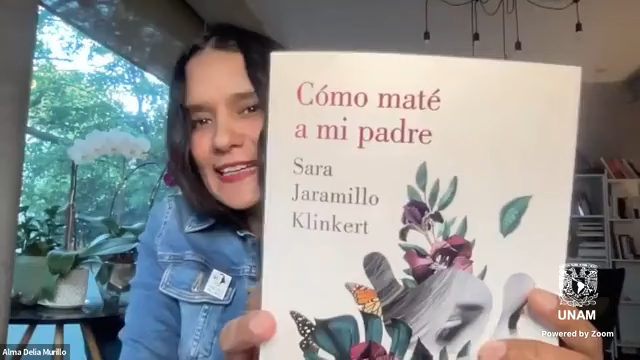 Cómo maté
a mi padre
Sara
Jaramillo
Klinkert
UNAM
Powered by Zoom
Alma Delia Murillo